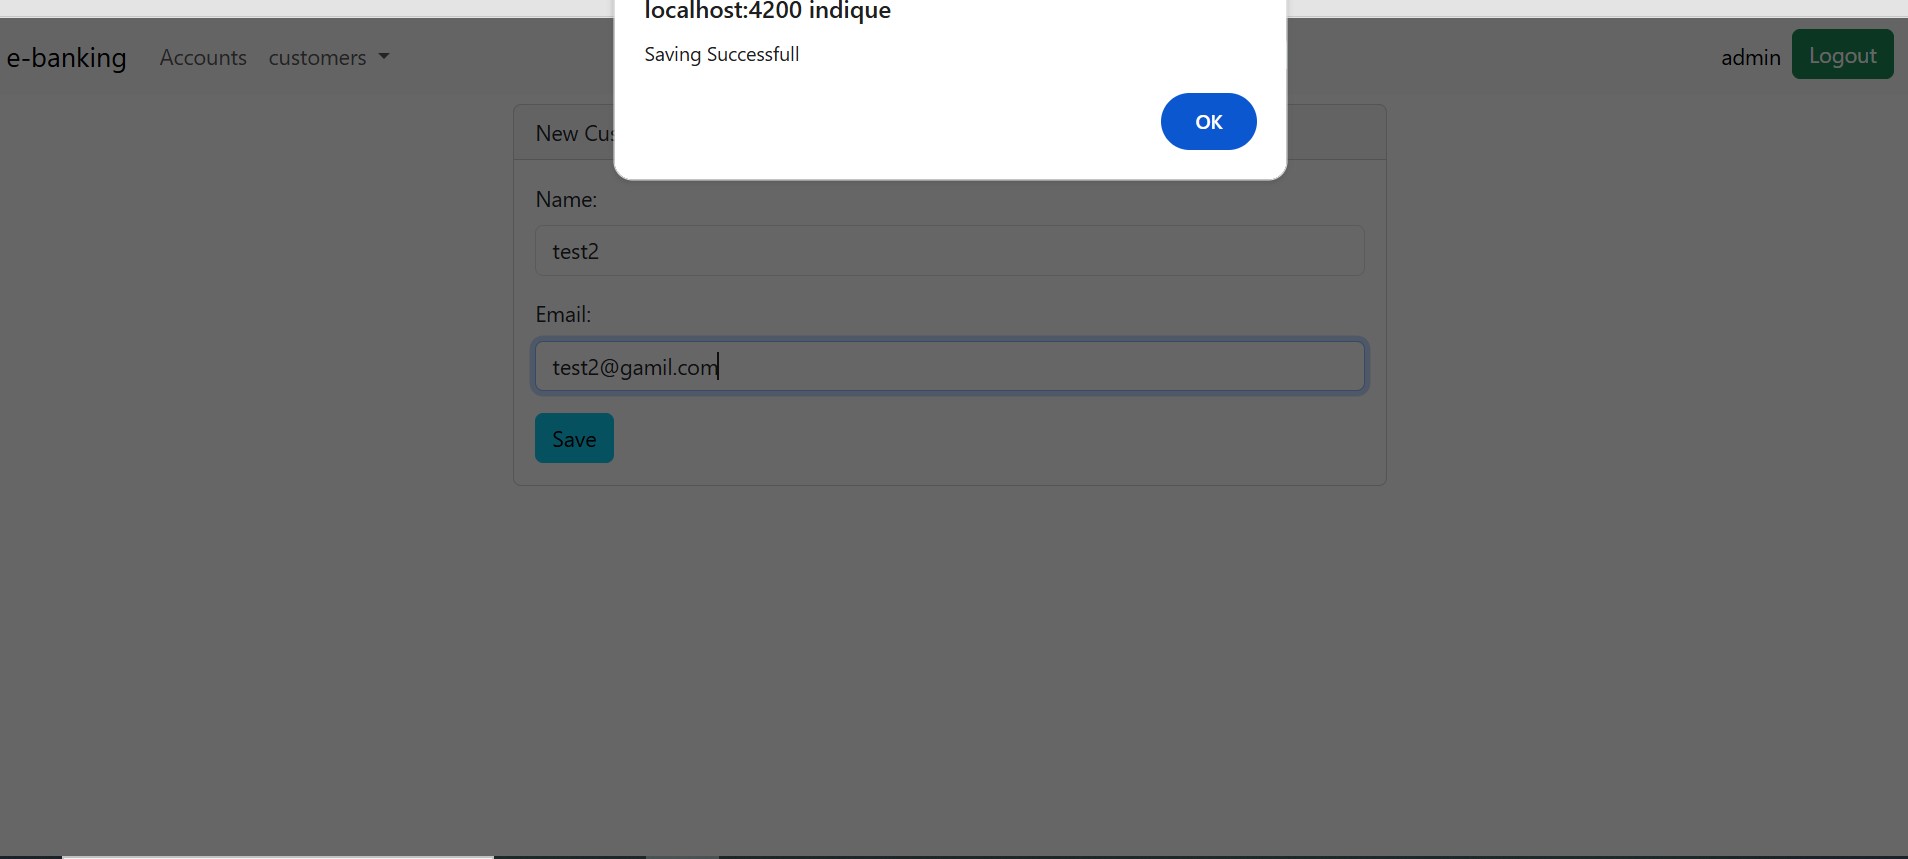 localhost:4200 indique
Saving Successfull
OK
e-banking Accounts customers admin Logout
New Cus
Name:
test2
Email:
test2@gamil.com
Save